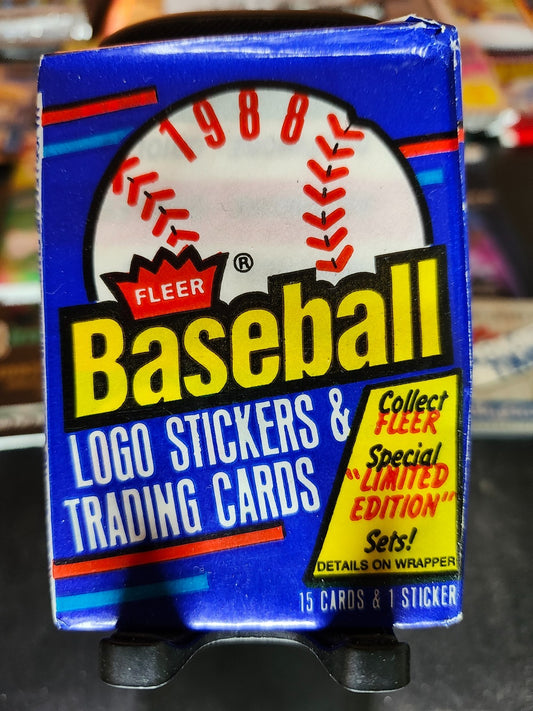 1988
FLEER ®
Baseball
LOGO STICKERS &
TRADING CARDS
Collect
FLEER
Special
"LIMITED
EDITION"
Sets!
DETAILS ON WRAPPER
15 CARDS & 1 STICKER